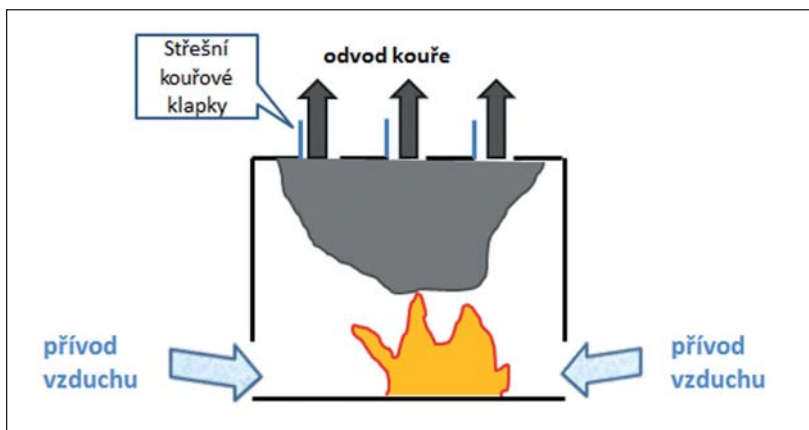 Střešní
kouřové
klapky
odvod kouře
přívod
vzduchu
přívod
vzduchu